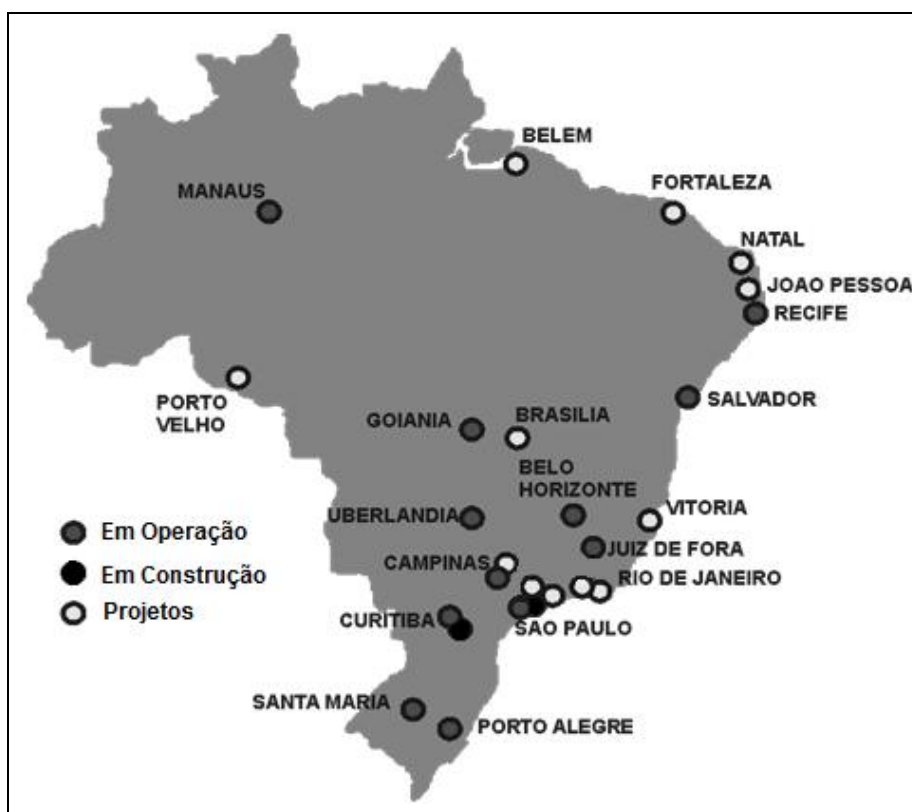 BELEM
MANAUS
FORTALEZA
NATAL
JOAO PESSOA
RECIFE
PORTO
VELHO
SALVADOR
GOIANIA
BRASILIA
BELO
HORIZONTE
UBERLANDIA
VITORIA
Em Operação
JUIZ DE FORA
CAMPINAS
Em Construção
RIO DE JANEIRO
Projetos
CURITIBA
SAO PAULO
SANTA MARIA
PORTO ALEGRE